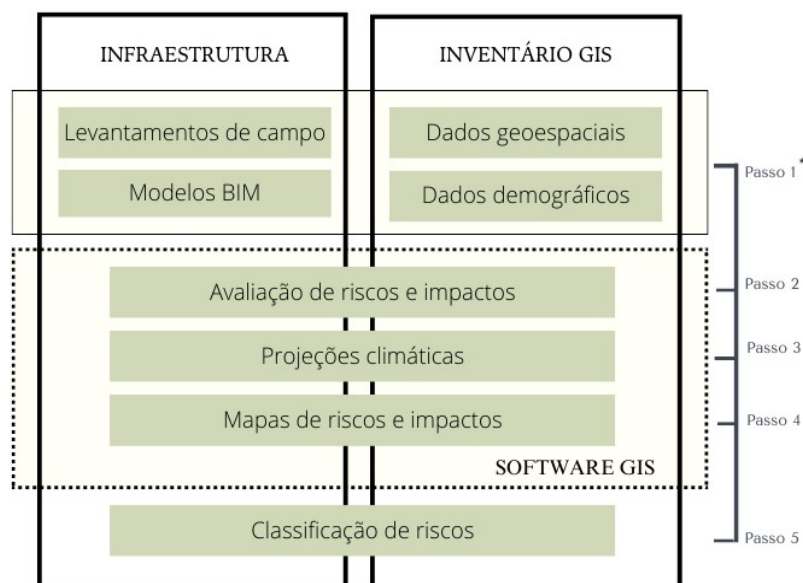 INFRAESTRUTURA
INVENTÁRIO GIS
Levantamentos de campo
Dados geoespaciais
Modelos BIM
Dados demográficos
Passo 1*
Avaliação de riscos e impactos
Passo 2
Projeções climáticas
Passo 3
Mapas de riscos e impactos
Passo 4
SOFTWARE GIS
Classificação de riscos
Passo 5